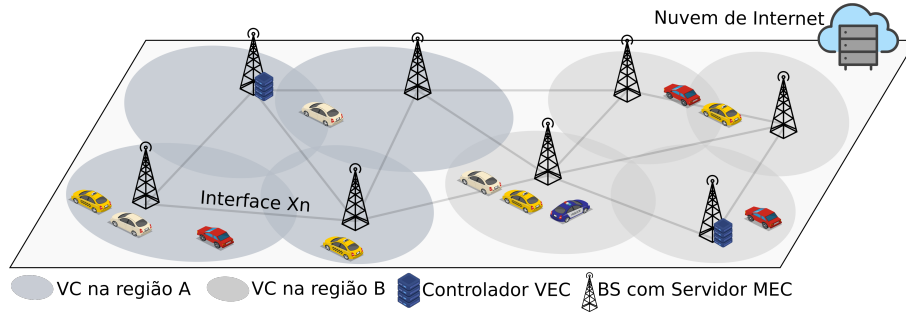 Nuvem de Internet
Interface Xn
VC na região A
VC na região B
Controlador VEC
BS com Servidor MEC